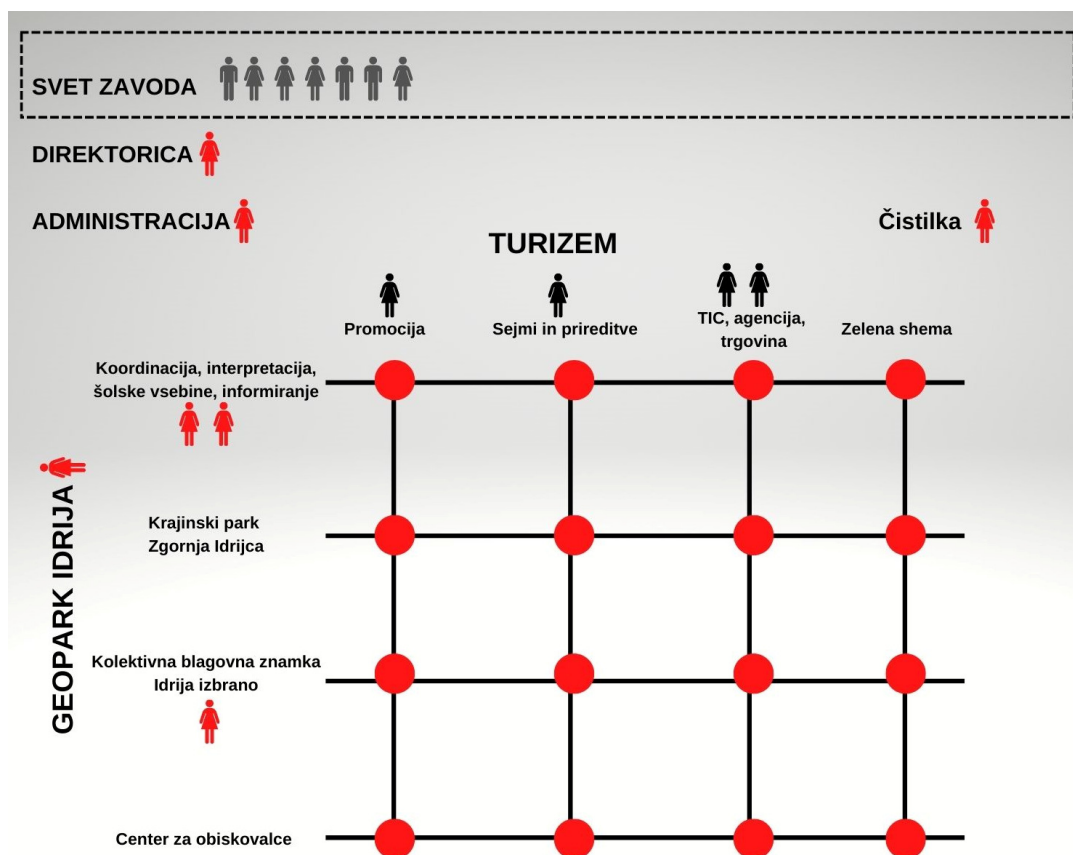 SVET ZAVODA
DIREKTORICA
ADMINISTRACIJA
Čistilka
TURIZEM
Promocija
Sejmi in prireditve
TIC, agencija,
trgovina
Zelena shema
Koordinacija, interpretacija,
šolske vsebine, informiranje
GEOPARK IDRIJA
Krajinski park
Zgornja Idrijca
Kolektivna blagovna znamka
Idrija izbrano
Center za obiskovalce